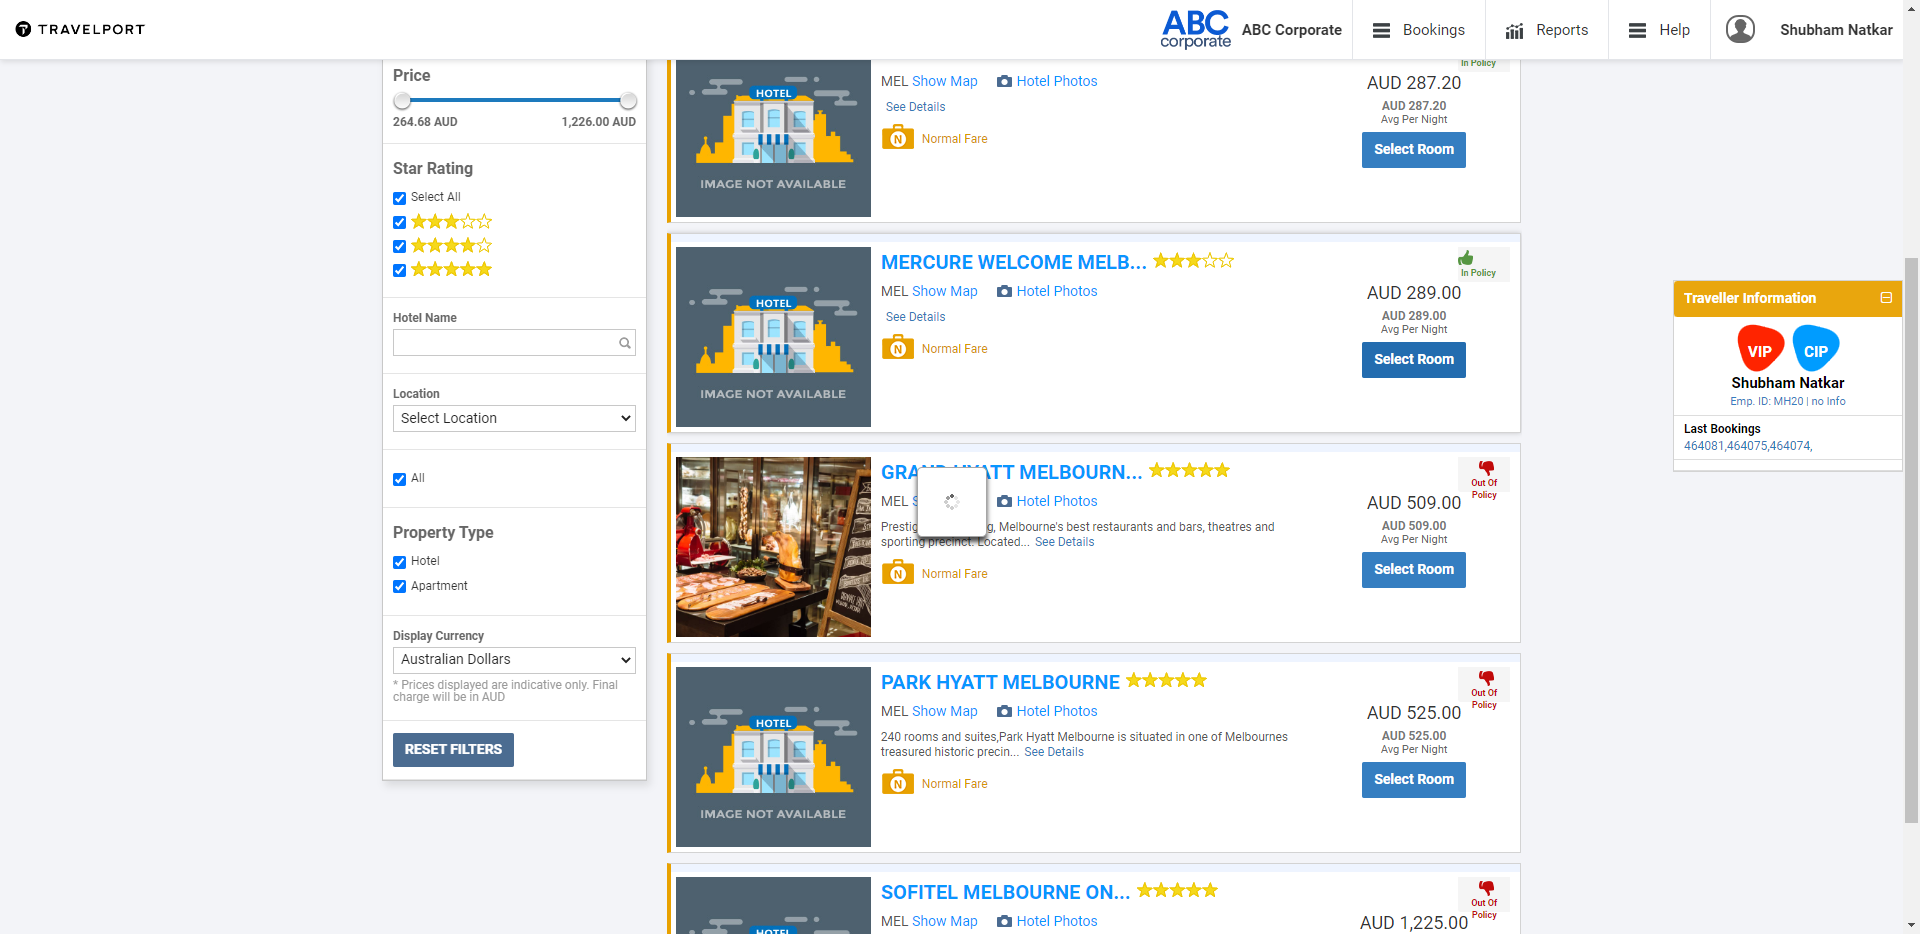 TRAVELPORT
ABC
corporate
ABC Corporate
Bookings
Reports
Help
Shubham Natkar
Price
264.68 AUD
1,226.00 AUD
Star Rating
Select All
Hotel Name
Location
Select Location
All
Property Type
Hotel
Apartment
Display Currency
Australian Dollars
* Prices displayed are indicative only. Final
charge will be in AUD
RESET FILTERS
HOTEL
IMAGE NOT AVAILABLE
MEL Show Map Hotel Photos
See Details
N Normal Fare
In Policy
AUD 287.20
AUD 287.20
Avg Per Night
Select Room
HOTEL
IMAGE NOT AVAILABLE
MERCURE WELCOME MELB...
MEL Show Map Hotel Photos
See Details
N Normal Fare
In Policy
AUD 289.00
AUD 289.00
Avg Per Night
Select Room
GRAND HYATT MELBOURN...
MEL Hotel Photos
g, Melbourne's best restaurants and bars, theatres and
sporting precinct. Located... See Details
N Normal Fare
Out Of
Policy
AUD 509.00
AUD 509.00
Avg Per Night
Select Room
HOTEL
IMAGE NOT AVAILABLE
PARK HYATT MELBOURNE
MEL Show Map Hotel Photos
240 rooms and suites,Park Hyatt Melbourne is situated in one of Melbournes
treasured historic precin... See Details
N Normal Fare
Out Of
Policy
AUD 525.00
AUD 525.00
Avg Per Night
Select Room
HOTEL
SOFITEL MELBOURNE ON...
MEL Show Map Hotel Photos
Out Of
Policy
AUD 1,225.00
Traveller Information
VIP
CIP
Shubham Natkar
Emp. ID: MH20 | no Info
Last Bookings
464081,464075,464074,